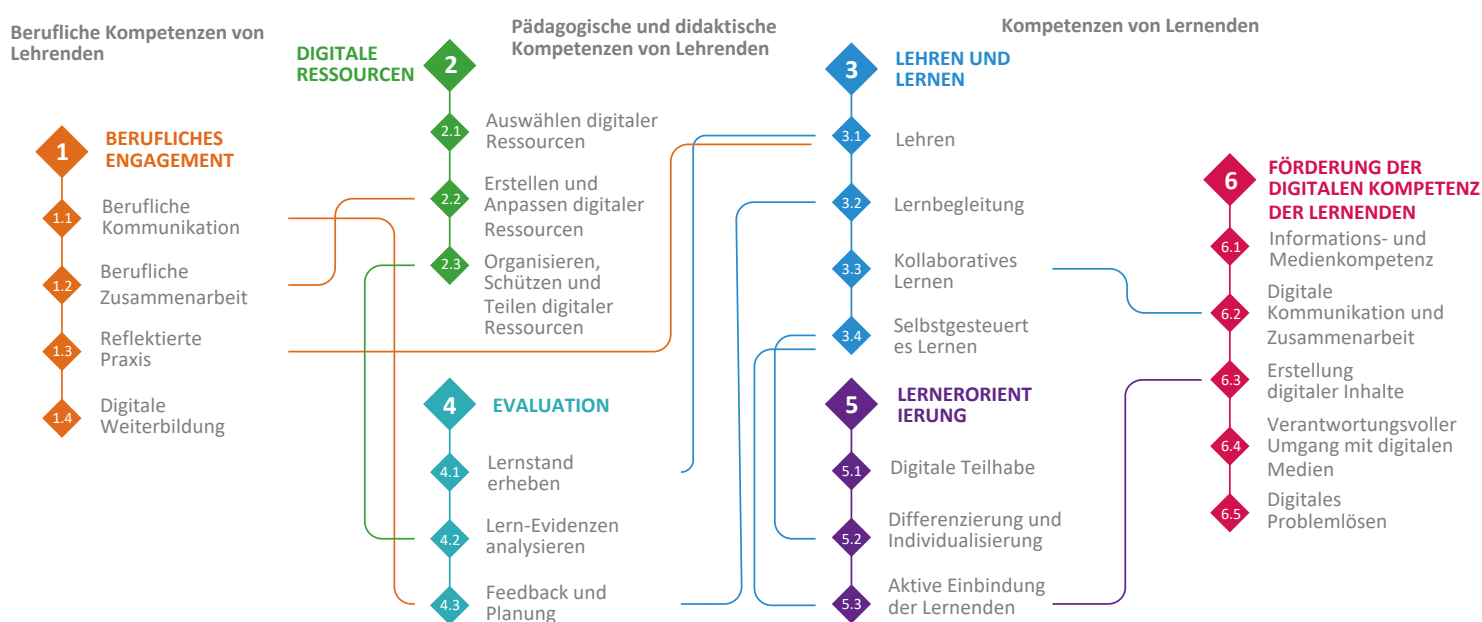 Berufliche Kompetenzen von
Lehrenden
Pädagogische und didaktische
Kompetenzen von Lehrenden
Kompetenzen von Lernenden
1
BERUFLICHES
ENGAGEMENT
1.1
Berufliche
Kommunikation
1.2
Berufliche
Zusammenarbeit
1.3
Reflektierte
Praxis
1.4
Digitale
Weiterbildung
DIGITALE
RESSOURCEN
2
2.1
Auswählen digitaler
Ressourcen
2.2
Erstellen und
Anpassen digitaler
Ressourcen
2.3
Organisieren,
Schützen und
Teilen digitaler
Ressourcen
3
LEHREN UND
LERNEN
3.1
Lehren
3.2
Lernbegleitung
3.3
Kollaboratives
Lernen
3.4
Selbstgesteuert
es Lernen
4
EVALUATION
4.1
Lernstand
erheben
4.2
Lern-Evidenzen
analysieren
4.3
Feedback und
Planung
5
LERNERORIENT
IERUNG
5.1
Digitale Teilhabe
5.2
Differenzierung und
Individualisierung
5.3
Aktive Einbindung
der Lernenden
6
FÖRDERUNG DER
DIGITALEN KOMPETENZ
DER LERNENDEN
6.1
Informations- und
Medienkompetenz
6.2
Digitale
Kommunikation und
Zusammenarbeit
6.3
Erstellung
digitaler Inhalte
6.4
Verantwortungsvoller
Umgang mit digitalen
Medien
6.5
Digitales
Problemlösen